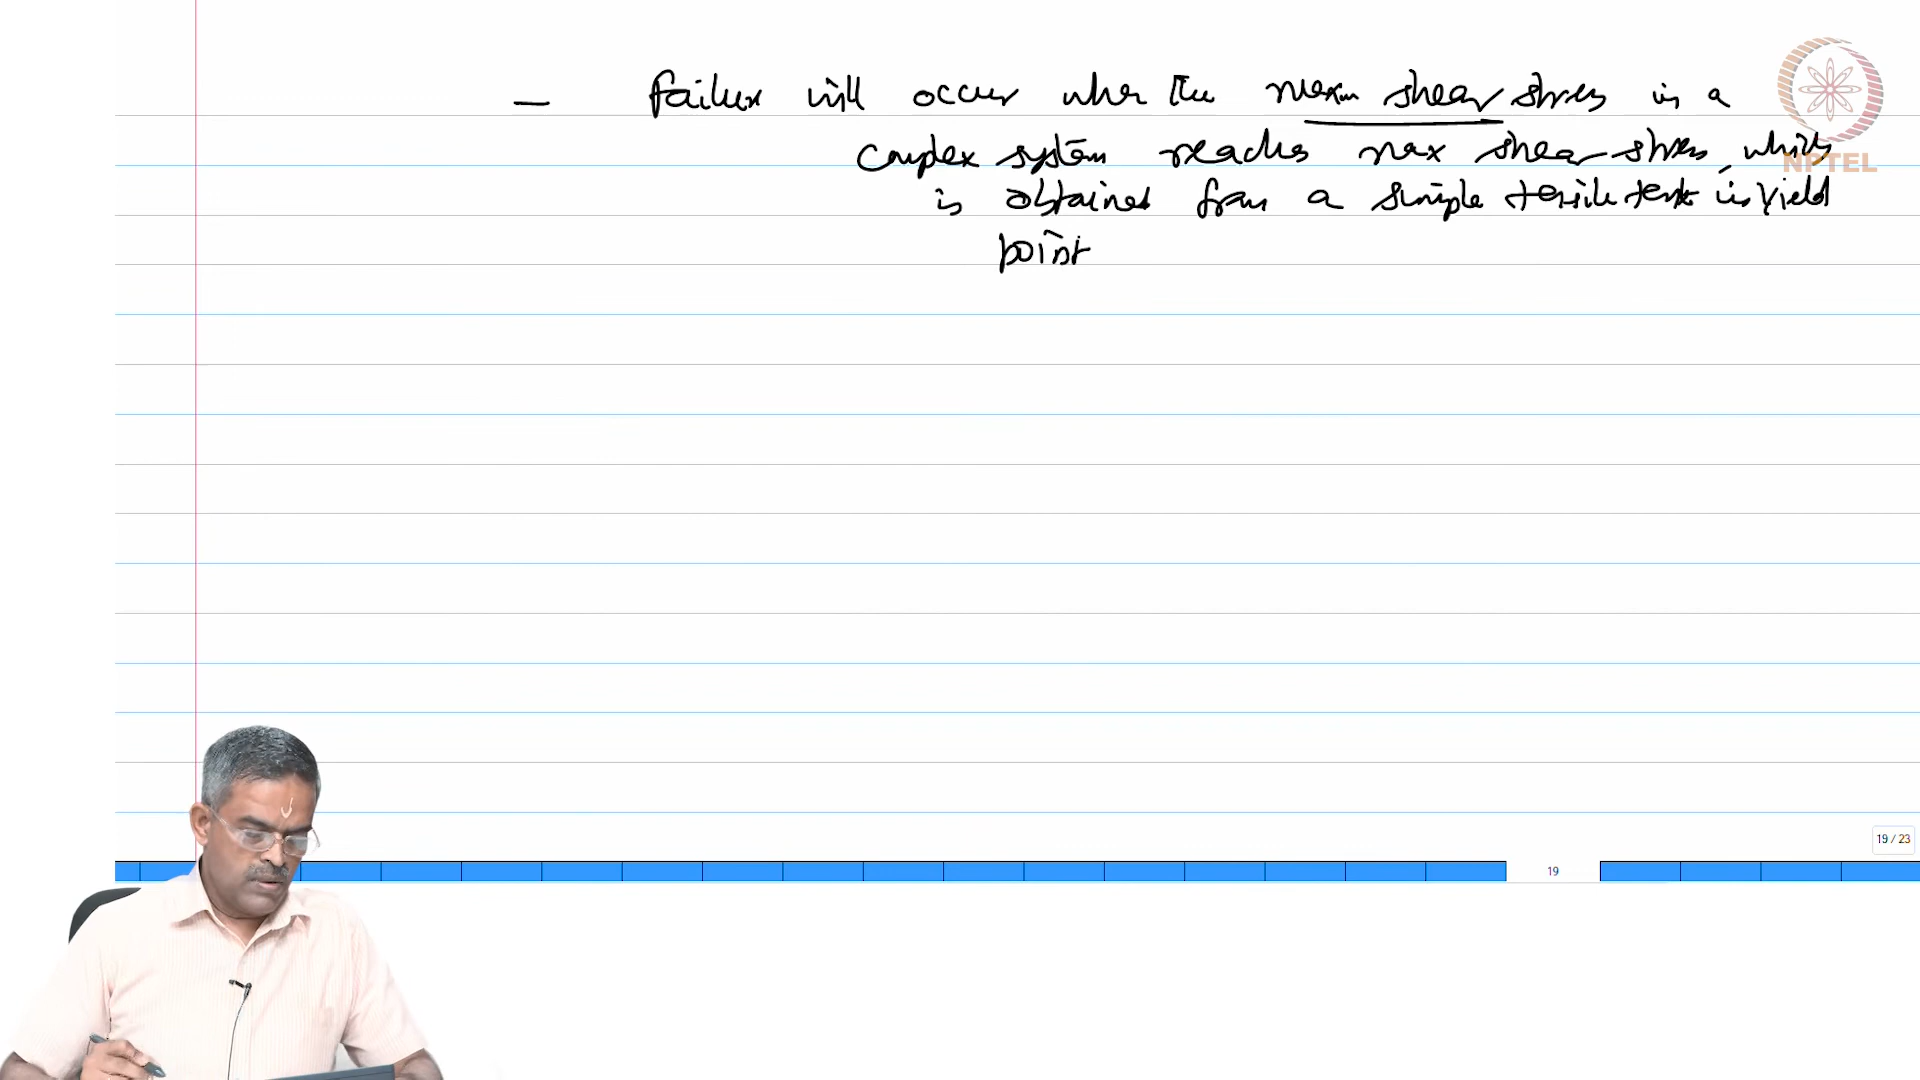 — failure will occur when the maxm shear stress in a
complex system reaches max shear stress which
is obtained from a simple tensile test in yield
point
NPTEL
19 / 23
19